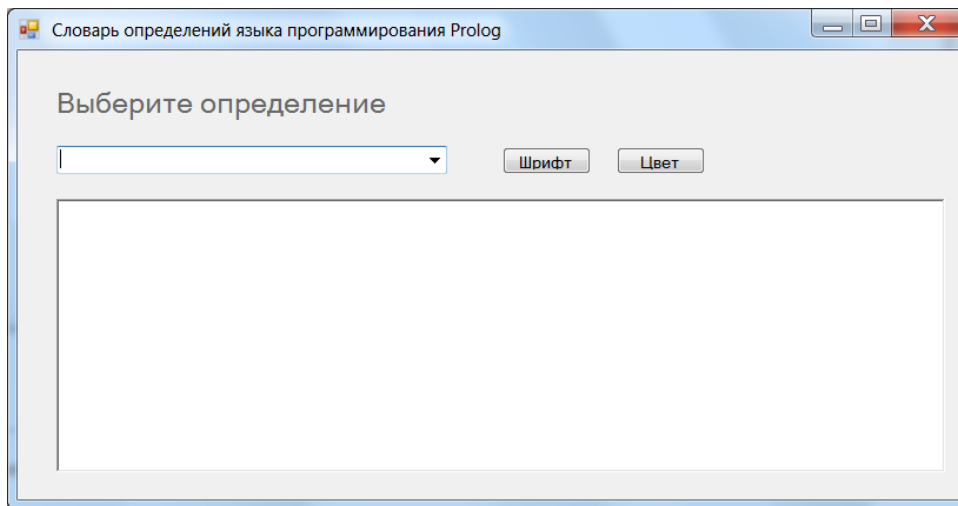 Словарь определений языка программирования Prolog
Выберите определение
Шрифт
Цвет